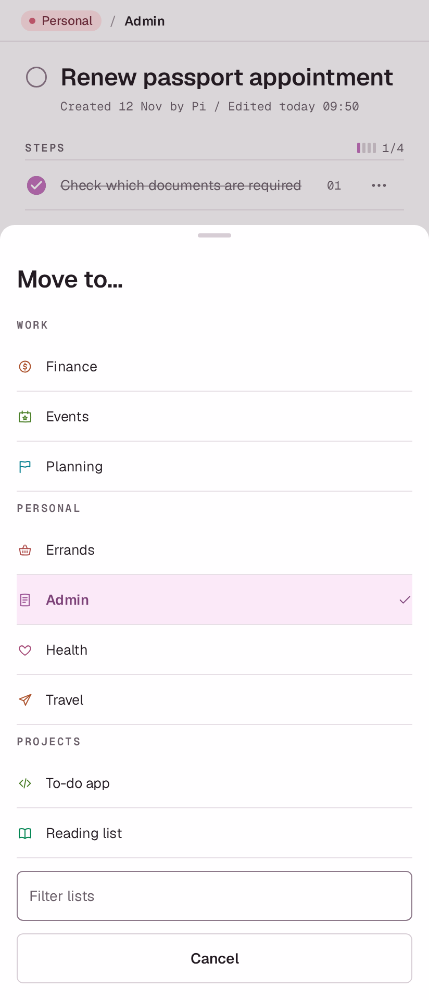 Personal / Admin
Renew passport appointment
Created 12 Nov by Pi / Edited today 09:50
STEPS 1/4
Check which documents are required 01
Move to...
WORK
Finance
Events
Planning
PERSONAL
Errands
Admin
Health
Travel
PROJECTS
To-do app
Reading list
Filter lists
Cancel